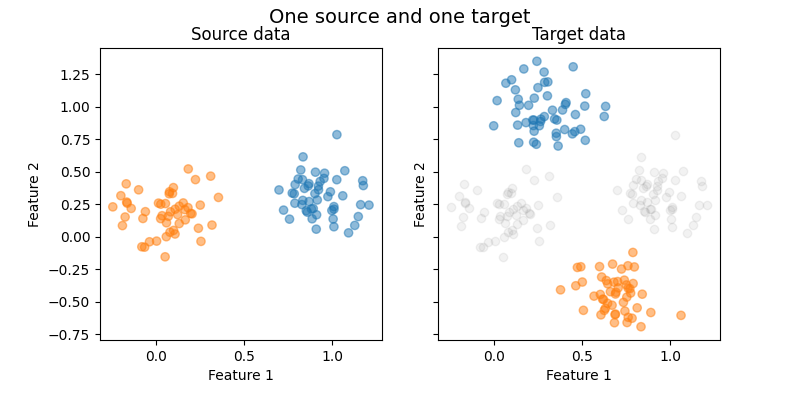 One source and one target
Source data
Target data
Feature 2
1.25
1.00
0.75
0.50
0.25
0.00
−0.25
−0.50
−0.75
0.0 0.5 1.0
Feature 1
Feature 2
0.0 0.5 1.0
Feature 1